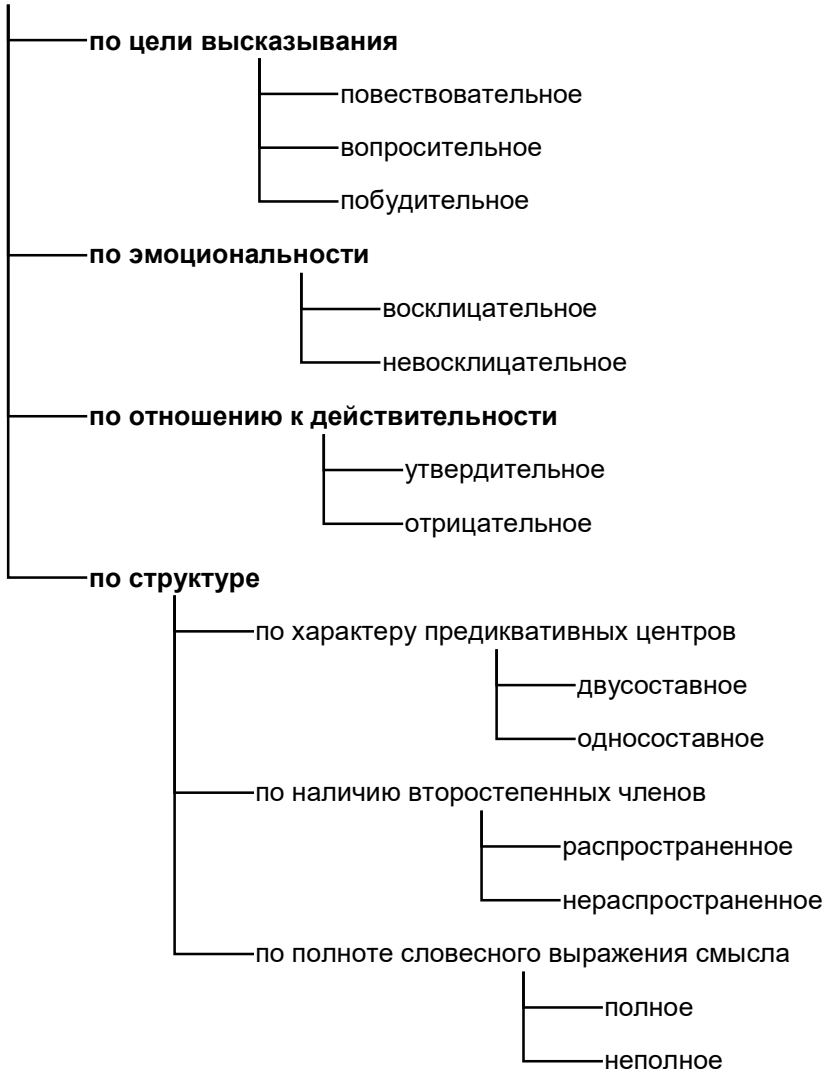 по цели высказывания
повествовательное
вопросительное
побудительное
по эмоциональности
восклицательное
невосклицательное
по отношению к действительности
утвердительное
отрицательное
по структуре
по характеру предиквативных центров
двусоставное
односоставное
по наличию второстепенных членов
распространенное
нераспространенное
по полноте словесного выражения смысла
полное
неполное